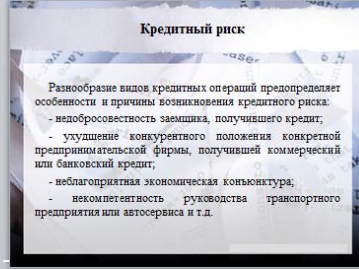 Кредитный риск
Разнообразие видов кредитных операций предопределяет
особенности и причины возникновения кредитного риска:
- недобросовестность заемщика, получившего кредит;
- ухудшение конкурентного положения конкретной
предпринимательской фирмы, получившей коммерческий
или банковский кредит;
- неблагоприятная экономическая конъюнктура;
- некомпетентность руководства транспортного
предприятия или автосервиса и т.д.